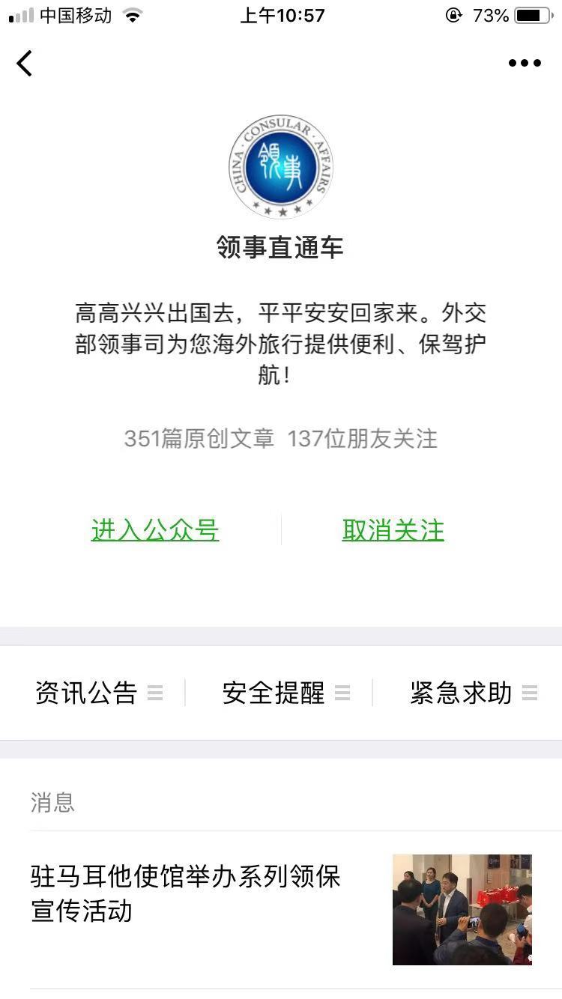 中国移动 上午10:57 73%
CHINA · CONSULAR · AFFAIRS
領事
领事直通车
高高兴兴出国去，平平安安回家来。外交
部领事司为您海外旅行提供便利、保驾护
航！
351篇原创文章 137位朋友关注
进入公众号 取消关注
资讯公告 安全提醒 紧急求助
消息
驻马耳他使馆举办系列领保
宣传活动